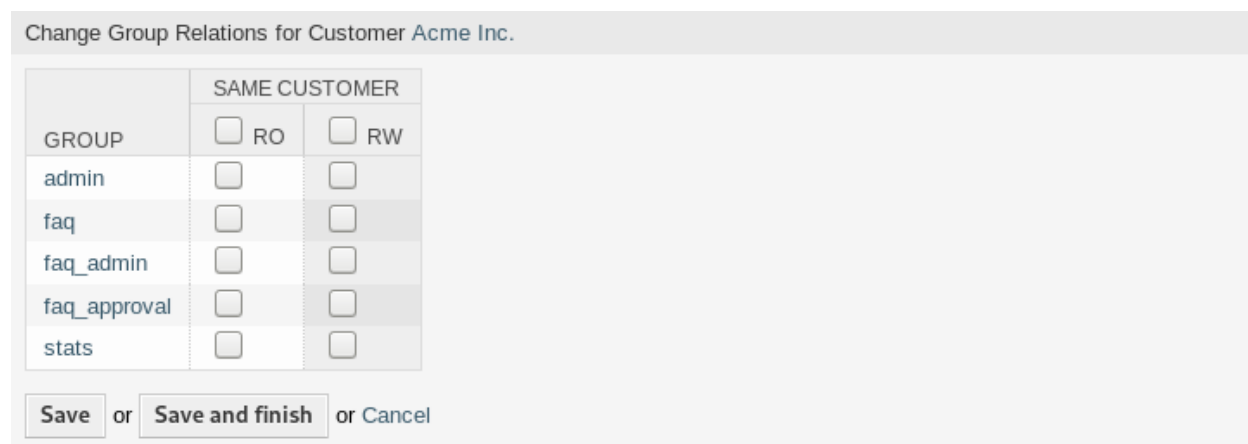 Change Group Relations for Customer Acme Inc.
SAME CUSTOMER
GROUP RO RW
admin
faq
faq_admin
faq_approval
stats
Save or Save and finish or Cancel